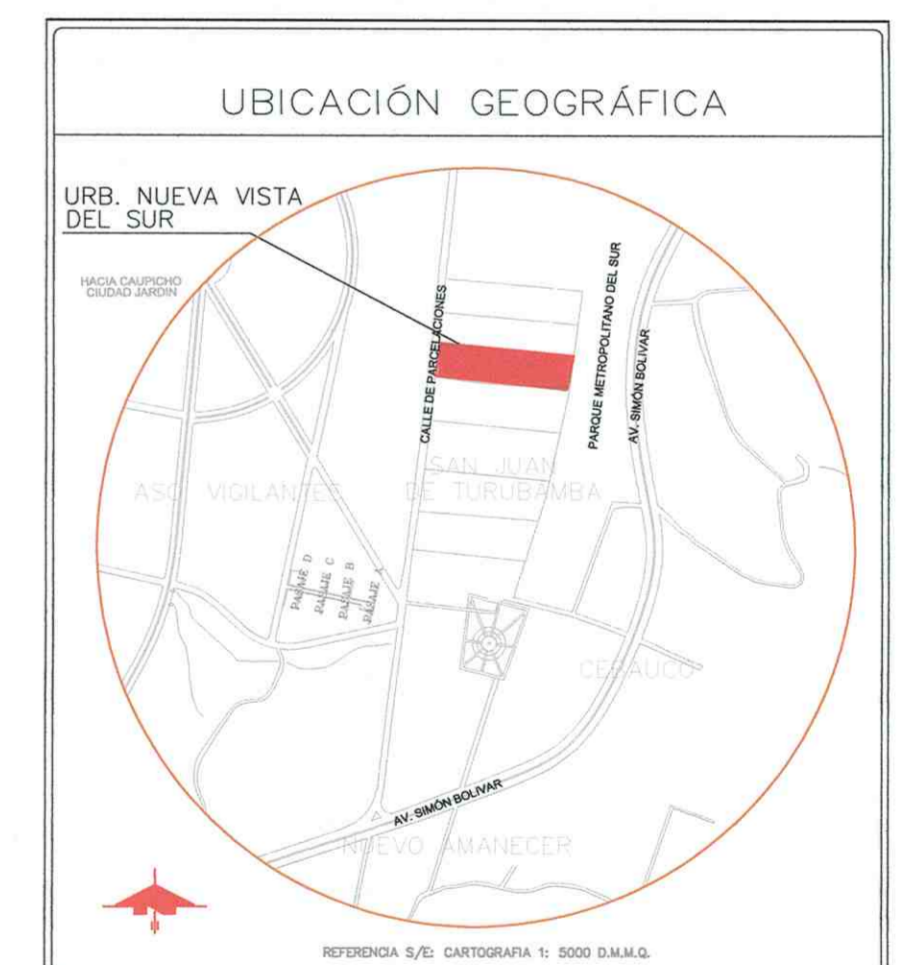 UBICACIÓN GEOGRÁFICA
URB. NUEVA VISTA
DEL SUR
HACIA CAUPICHO
CIUDAD JARDIN
CALLE DE PARCELACIONES
PARQUE METROPOLITANO DEL SUR
AV. SIMÓN BOLIVAR
SAN JUAN
DE TURUBAMBA
ASO VIGILANTES
PASAJE D
PASAJE C
PASAJE B
PASAJE A
CEBAUCO
AV. SIMÓN BOLIVAR
NUEVO AMANECER
REFERENCIA S/E: CARTOGRAFIA 1: 5000 D.M.M.Q.